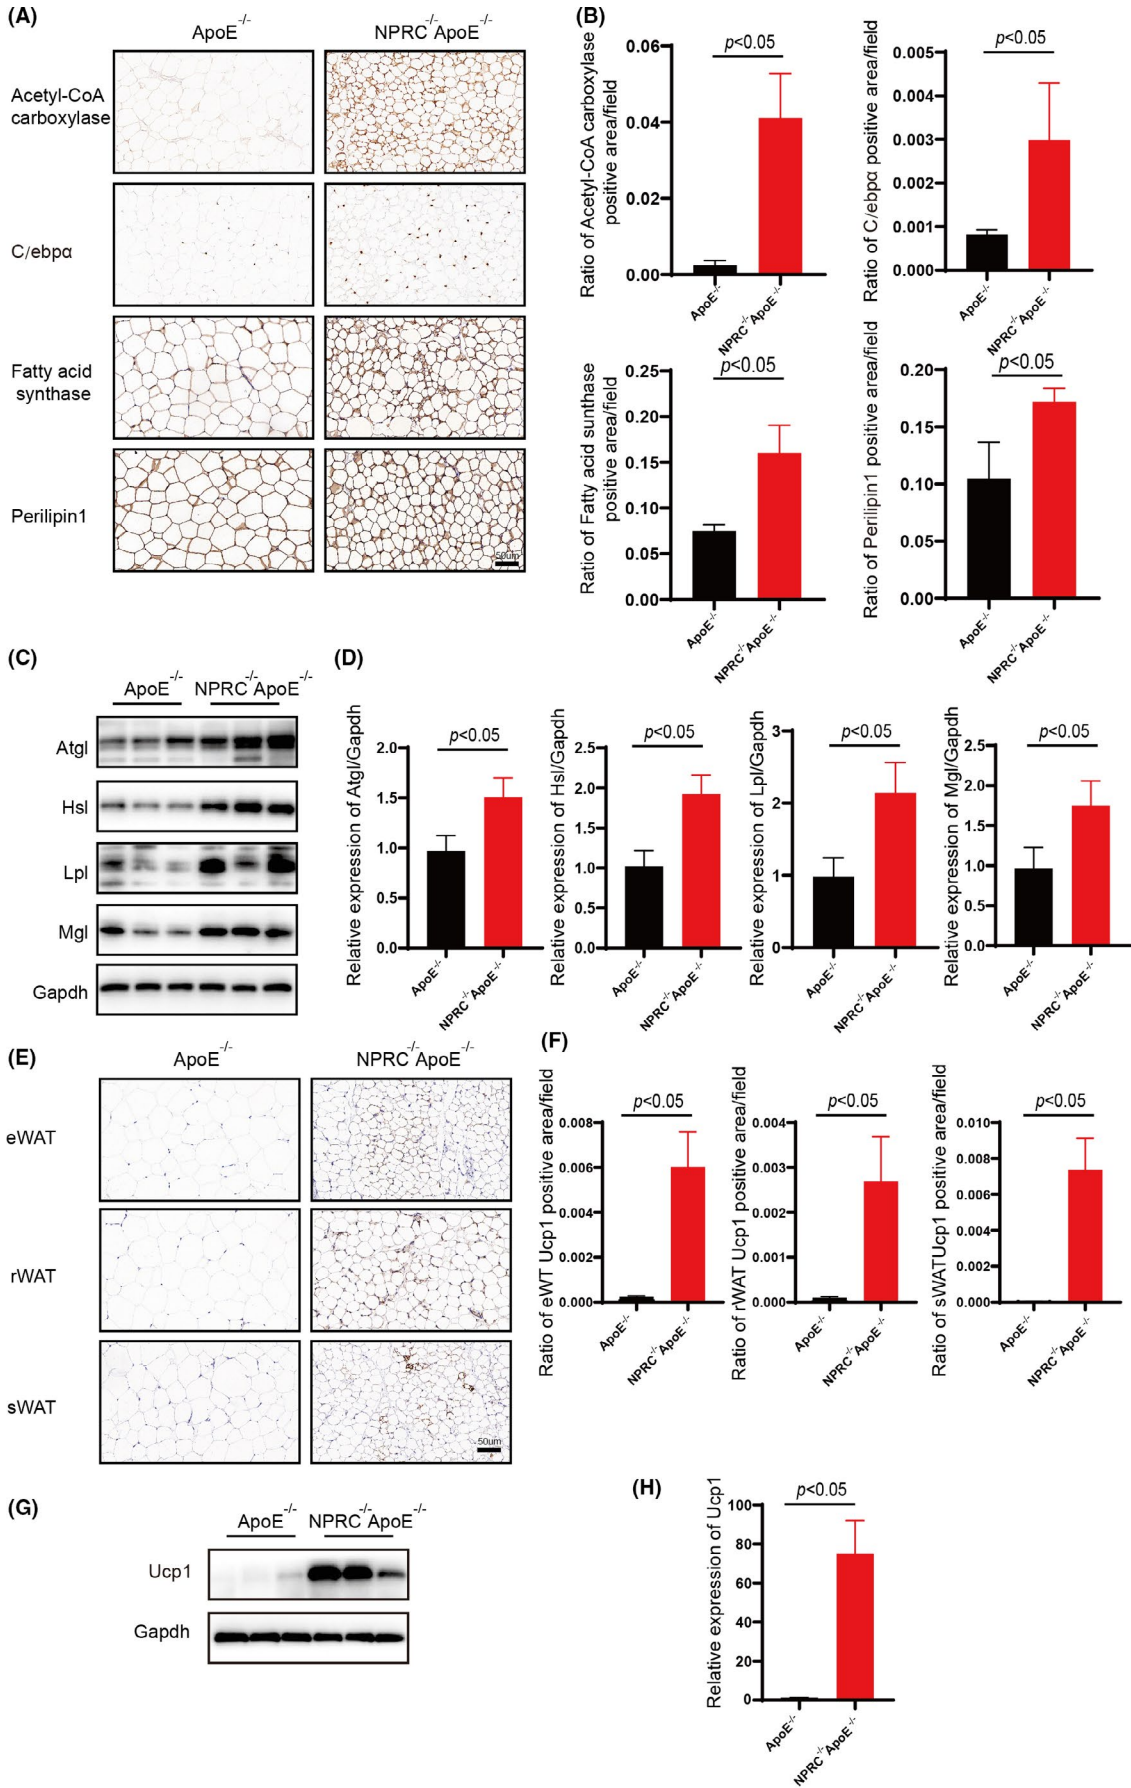 (A)
ApoE-/-
NPRC-/-ApoE-/-
Acetyl-CoA
carboxylase
C/ebpα
Fatty acid
synthase
Perilipin1
50um
(B)
Ratio of Acetyl-CoA carboxylase
positive area/field
0.06
0.04
0.02
0.00
p<0.05
ApoE-/-
NPRC-/-ApoE-/-
Ratio of C/ebpα positive area/field
0.005
0.004
0.003
0.002
0.001
0.000
p<0.05
ApoE-/-
NPRC-/-ApoE-/-
Ratio of Fatty acid sunthase
positive area/field
0.25
0.20
0.15
0.10
0.05
0.00
p<0.05
ApoE-/-
NPRC-/-ApoE-/-
Ratio of Perilipin1 positive area/field
0.20
0.15
0.10
0.05
0.00
p<0.05
ApoE-/-
NPRC-/-ApoE-/-
(C)
ApoE-/-
NPRC-/-ApoE-/-
Atgl
Hsl
Lpl
Mgl
Gapdh
(D)
Relative expression of Atgl/Gapdh
2.0
1.5
1.0
0.5
0.0
p<0.05
ApoE-/-
NPRC-/-ApoE-/-
Relative expression of Hsl/Gapdh
2.5
2.0
1.5
1.0
0.5
0.0
p<0.05
ApoE-/-
NPRC-/-ApoE-/-
Relative expression of Lpl/Gapdh
3
2
1
0
p<0.05
ApoE-/-
NPRC-/-ApoE-/-
Relative expression of Mgl/Gapdh
2.5
2.0
1.5
1.0
0.5
0.0
p<0.05
ApoE-/-
NPRC-/-ApoE-/-
(E)
ApoE-/-
NPRC-/-ApoE-/-
eWAT
rWAT
sWAT
50um
(F)
Ratio of eWT Ucp1 positive area/field
0.008
0.006
0.004
0.002
0.000
p<0.05
ApoE-/-
NPRC-/-ApoE-/-
Ratio of rWAT Ucp1 positive area/field
0.004
0.003
0.002
0.001
0.000
p<0.05
ApoE-/-
NPRC-/-ApoE-/-
Ratio of sWATUcp1 positive area/field
0.010
0.008
0.006
0.004
0.002
0.000
p<0.05
ApoE-/-
NPRC-/-ApoE-/-
(G)
ApoE-/-
NPRC-/-ApoE-/-
Ucp1
Gapdh
(H)
Relative expression of Ucp1
100
80
60
40
20
0
p<0.05
ApoE-/-
NPRC-/-ApoE-/-